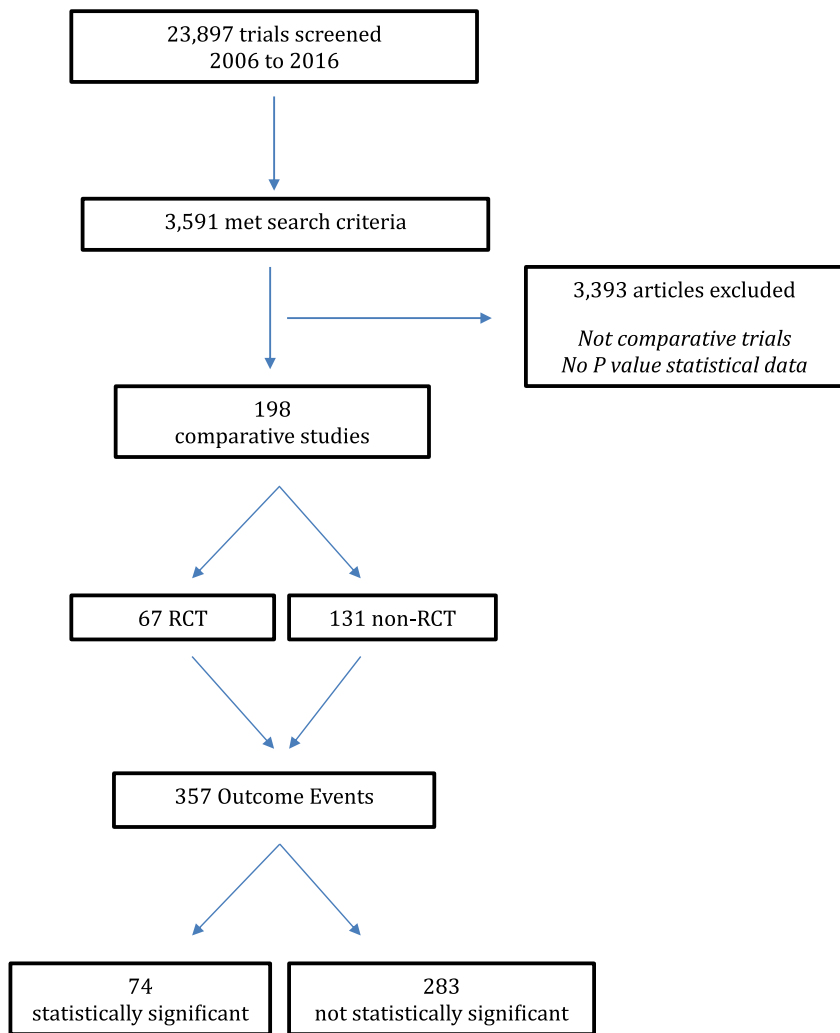 23,897 trials screened
2006 to 2016
3,591 met search criteria
3,393 articles excluded
Not comparative trials
No P value statistical data
198
comparative studies
67 RCT
131 non-RCT
357 Outcome Events
74
statistically significant
283
not statistically significant